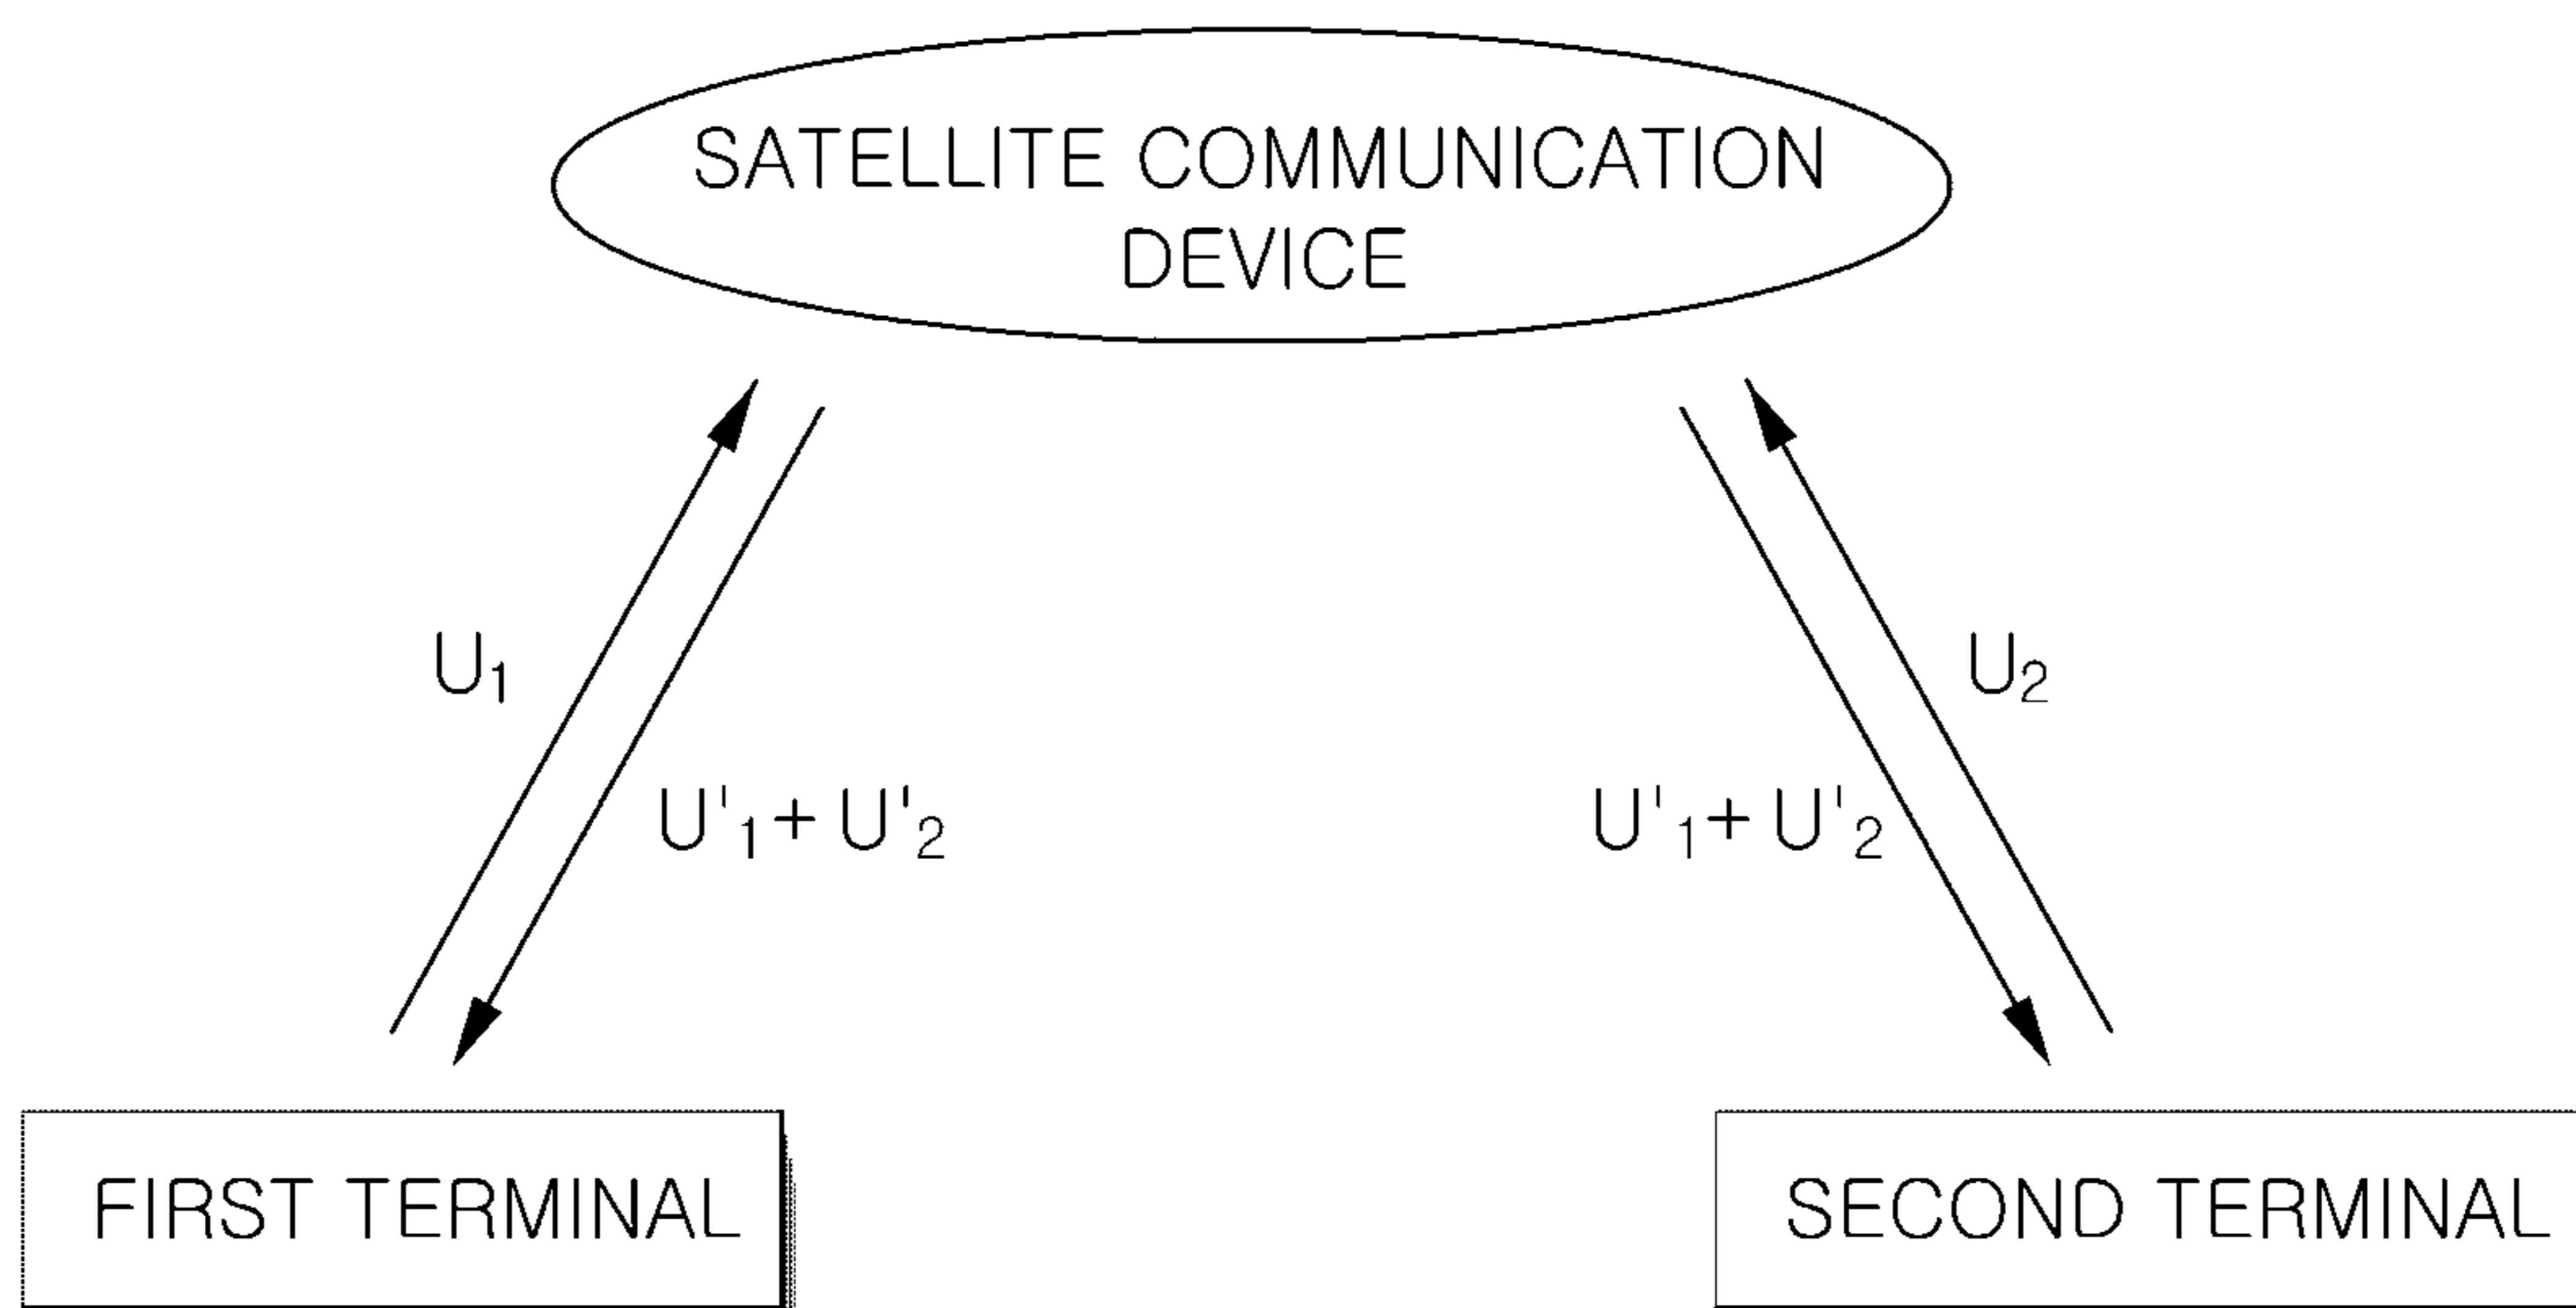 SATELLITE COMMUNICATION
DEVICE
U₁
U₂
U'₁+ U'₂
U'₁+ U'₂
FIRST TERMINAL
SECOND TERMINAL